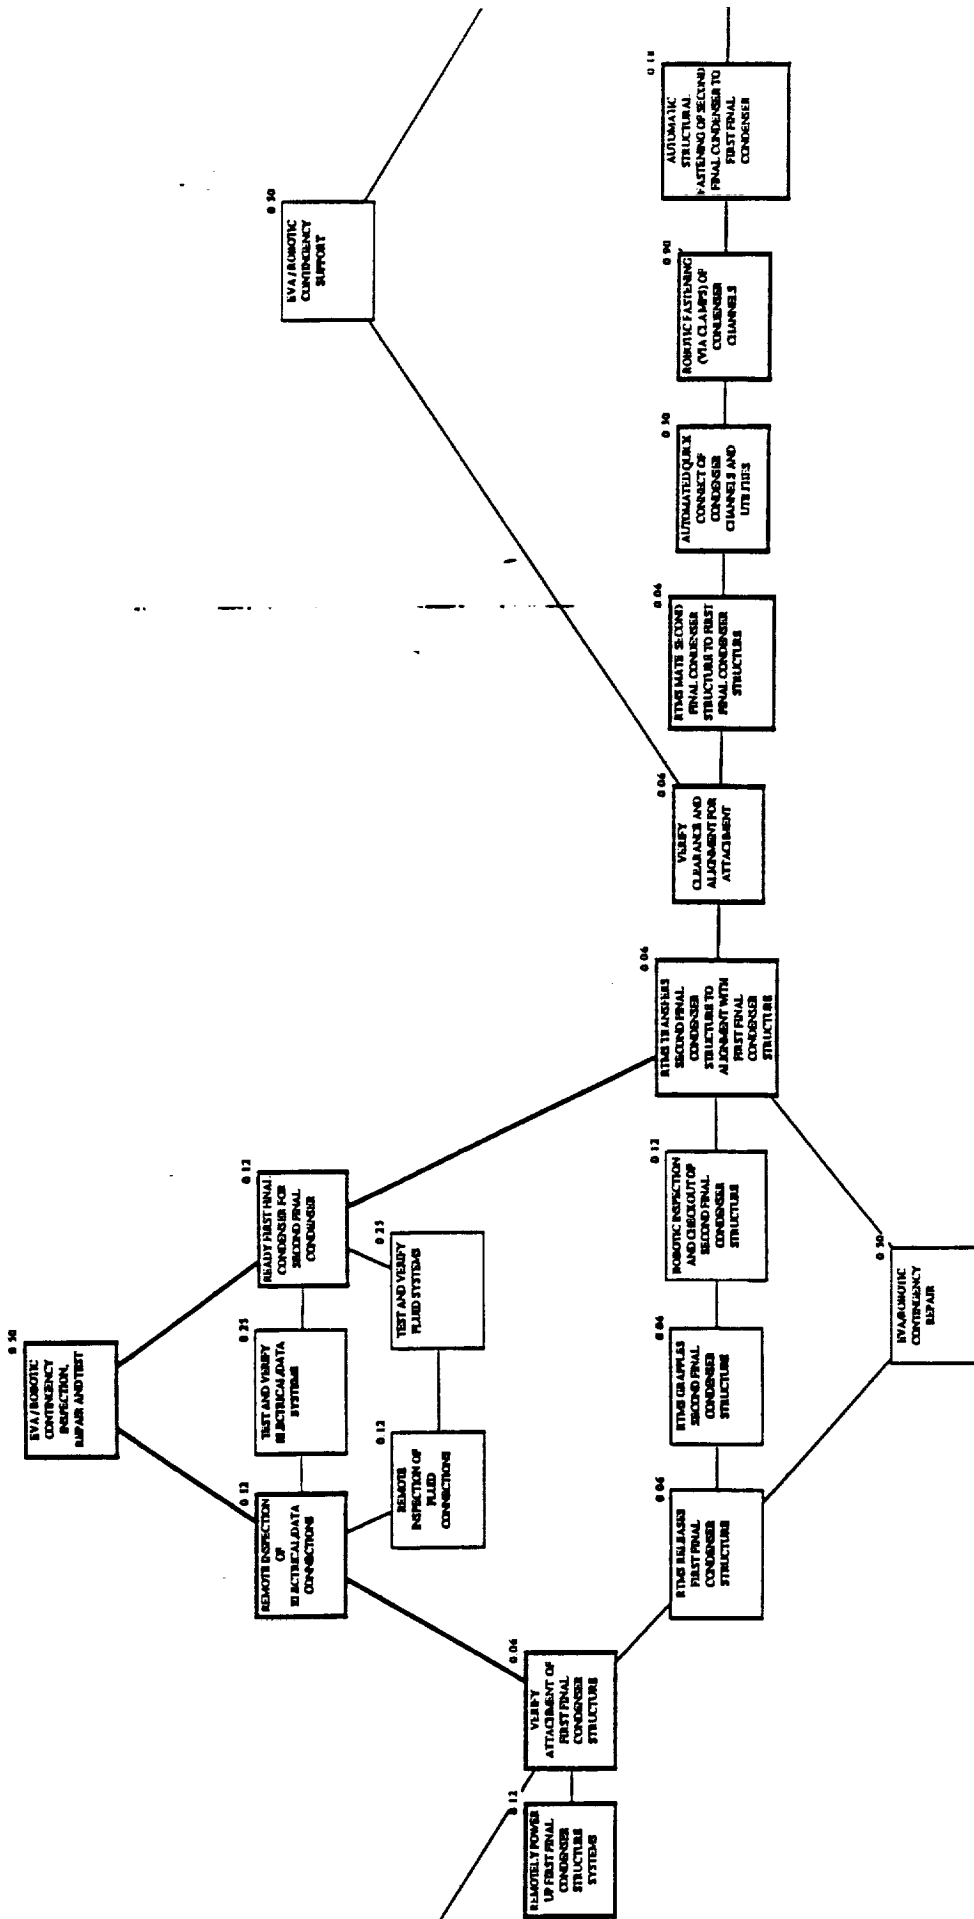 0.50
EVA / ROBOTIC
CONTINGENCY
INSPECTION,
REPAIR AND TEST
0.12
REMOTE INSPECTION
OF
ELECTRICAL/DATA
CONNECTIONS
0.25
TEST AND VERIFY
ELECTRICAL/DATA
SYSTEMS
0.12
READY FIRST FINAL
CONDENSER FOR
SECOND FINAL
CONDENSER
0.50
EVA / ROBOTIC
CONTINGENCY
SUPPORT
0.12
REMOTE
INSPECTION OF
FLUID
CONNECTIONS
0.25
TEST AND VERIFY
FLUID SYSTEMS
0.12
REMOTELY POWER
UP FIRST FINAL
CONDENSER
STRUCTURE
SYSTEMS
0.06
VERIFY
ATTACHMENT OF
FIRST FINAL
CONDENSER
STRUCTURE
0.06
RTMS RELEASES
FIRST FINAL
CONDENSER
STRUCTURE
0.06
RTMS GRAPPLES
SECOND FINAL
CONDENSER
STRUCTURE
0.12
ROBOTIC INSPECTION
AND CHECKOUT OF
SECOND FINAL
CONDENSER
STRUCTURE
0.06
RTMS TRANSFERS
SECOND FINAL
CONDENSER
STRUCTURE TO
ALIGNMENT WITH
FIRST FINAL
CONDENSER
STRUCTURE
0.06
VERIFY
CLEARANCE AND
ALIGNMENT FOR
ATTACHMENT
0.06
RTMS MATE SECOND
FINAL CONDENSER
STRUCTURE TO FIRST
FINAL CONDENSER
STRUCTURE
0.50
AUTOMATED QUICK
CONNECT OF
CONDENSER
CHANNELS AND
UTILITIES
0.90
ROBOTIC FASTENING
(VIA CLAMPS) OF
CONDENSER
CHANNELS
0.18
AUTOMATIC
STRUCTURAL
FASTENING OF SECOND
FINAL CONDENSER TO
FIRST FINAL
CONDENSER
0.50
EVA/ROBOTIC
CONTINGENCY
REPAIR